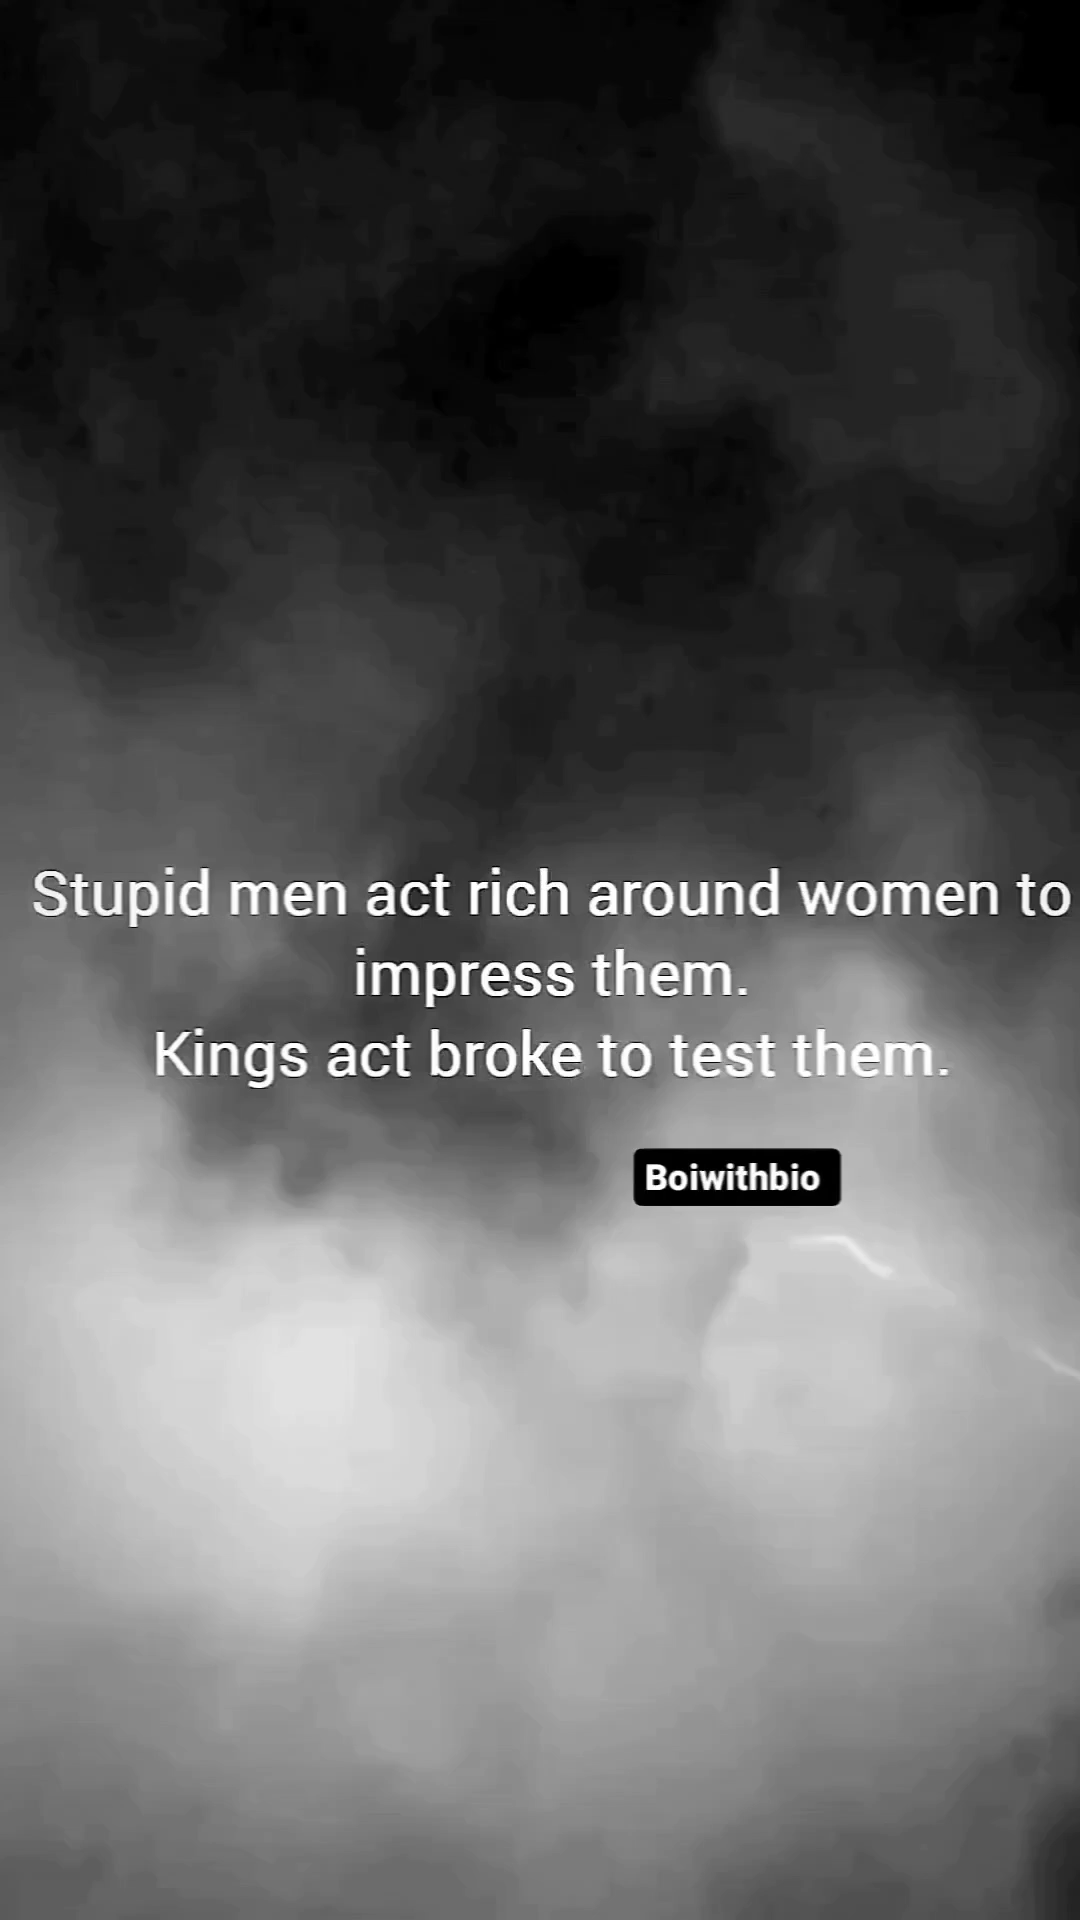 Stupid men act rich around women to
impress them.
Kings act broke to test them.
Boiwithbio